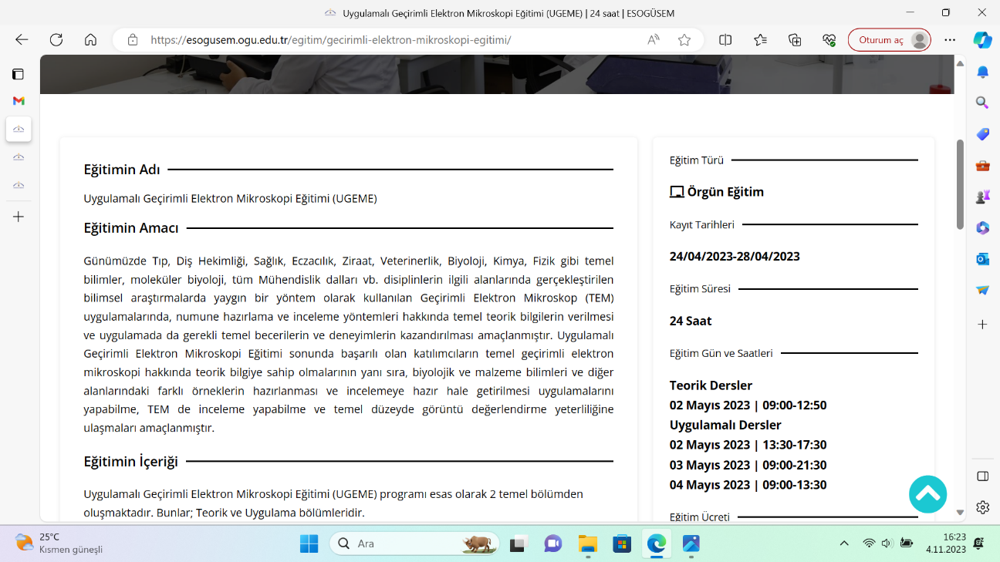 Uygulamalı Geçirimli Elektron Mikroskopi Eğitimi (UGEME) | 24 saat | ESOGÜSEM
https://esogusem.ogu.edu.tr/egitim/gecirimli-elektron-mikroskopi-egitimi/
Oturum aç
Eğitimin Adı
Uygulamalı Geçirimli Elektron Mikroskopi Eğitimi (UGEME)
Eğitimin Amacı
Günümüzde Tıp, Diş Hekimliği, Sağlık, Eczacılık, Ziraat, Veterinerlik, Biyoloji, Kimya, Fizik gibi temel
bilimler, moleküler biyoloji, tüm Mühendislik dalları vb. disiplinlerin ilgili alanlarında gerçekleştirilen
bilimsel araştırmalarda yaygın bir yöntem olarak kullanılan Geçirimli Elektron Mikroskop (TEM)
uygulamalarında, numune hazırlama ve inceleme yöntemleri hakkında temel teorik bilgilerin verilmesi
ve uygulamada da gerekli temel becerilerin ve deneyimlerin kazandırılması amaçlanmıştır. Uygulamalı
Geçirimli Elektron Mikroskopi Eğitimi sonunda başarılı olan katılımcıların temel geçirimli elektron
mikroskopi hakkında teorik bilgiye sahip olmalarının yanı sıra, biyolojik ve malzeme bilimleri ve diğer
alanlarındaki farklı örneklerin hazırlanması ve incelemeye hazır hale getirilmesi uygulamalarını
yapabilme, TEM de inceleme yapabilme ve temel düzeyde görüntü değerlendirme yeterliliğine
ulaşmaları amaçlanmıştır.
Eğitimin İçeriği
Uygulamalı Geçirimli Elektron Mikroskopi Eğitimi (UGEME) programı esas olarak 2 temel bölümden
oluşmaktadır. Bunlar; Teorik ve Uygulama bölümleridir.
Eğitim Türü
Örgün Eğitim
Kayıt Tarihleri
24/04/2023-28/04/2023
Eğitim Süresi
24 Saat
Eğitim Gün ve Saatleri
Teorik Dersler
02 Mayıs 2023 | 09:00-12:50
Uygulamalı Dersler
02 Mayıs 2023 | 13:30-17:30
03 Mayıs 2023 | 09:00-21:30
04 Mayıs 2023 | 09:00-13:30
Eğitim Ücreti
25°C
Kısmen güneşli
Ara
16:23
4.11.2023